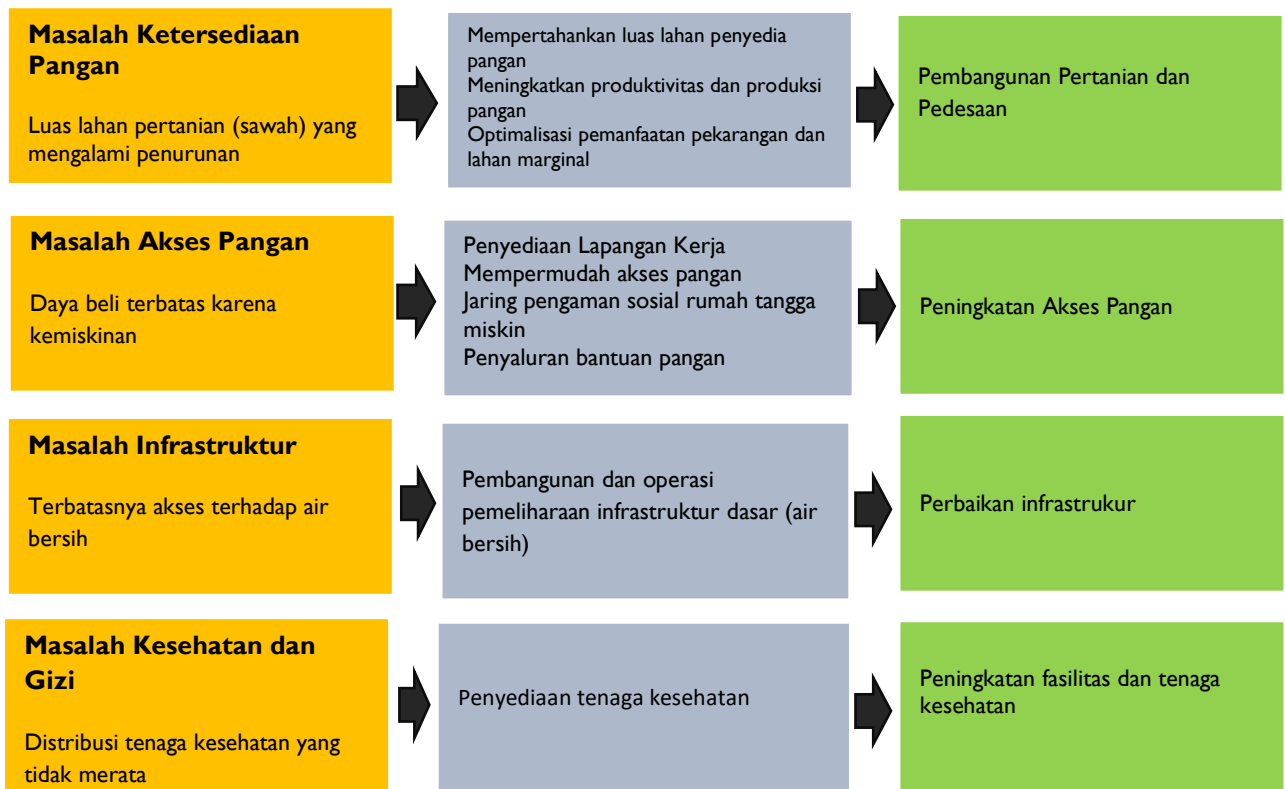 Masalah Ketersediaan
Pangan
Luas lahan pertanian (sawah) yang
mengalami penurunan
Mempertahankan luas lahan penyedia
pangan
Meningkatkan produktivitas dan produksi
pangan
Optimalisasi pemanfaatan pekarangan dan
lahan marginal
Pembangunan Pertanian dan
Pedesaan
Masalah Akses Pangan
Daya beli terbatas karena
kemiskinan
Penyediaan Lapangan Kerja
Mempermudah akses pangan
Jaring pengaman sosial rumah tangga
miskin
Penyaluran bantuan pangan
Peningkatan Akses Pangan
Masalah Infrastruktur
Terbatasnya akses terhadap air
bersih
Pembangunan dan operasi
pemeliharaan infrastruktur dasar (air
bersih)
Perbaikan infrastrukur
Masalah Kesehatan dan
Gizi
Distribusi tenaga kesehatan yang
tidak merata
Penyediaan tenaga kesehatan
Peningkatan fasilitas dan tenaga
kesehatan